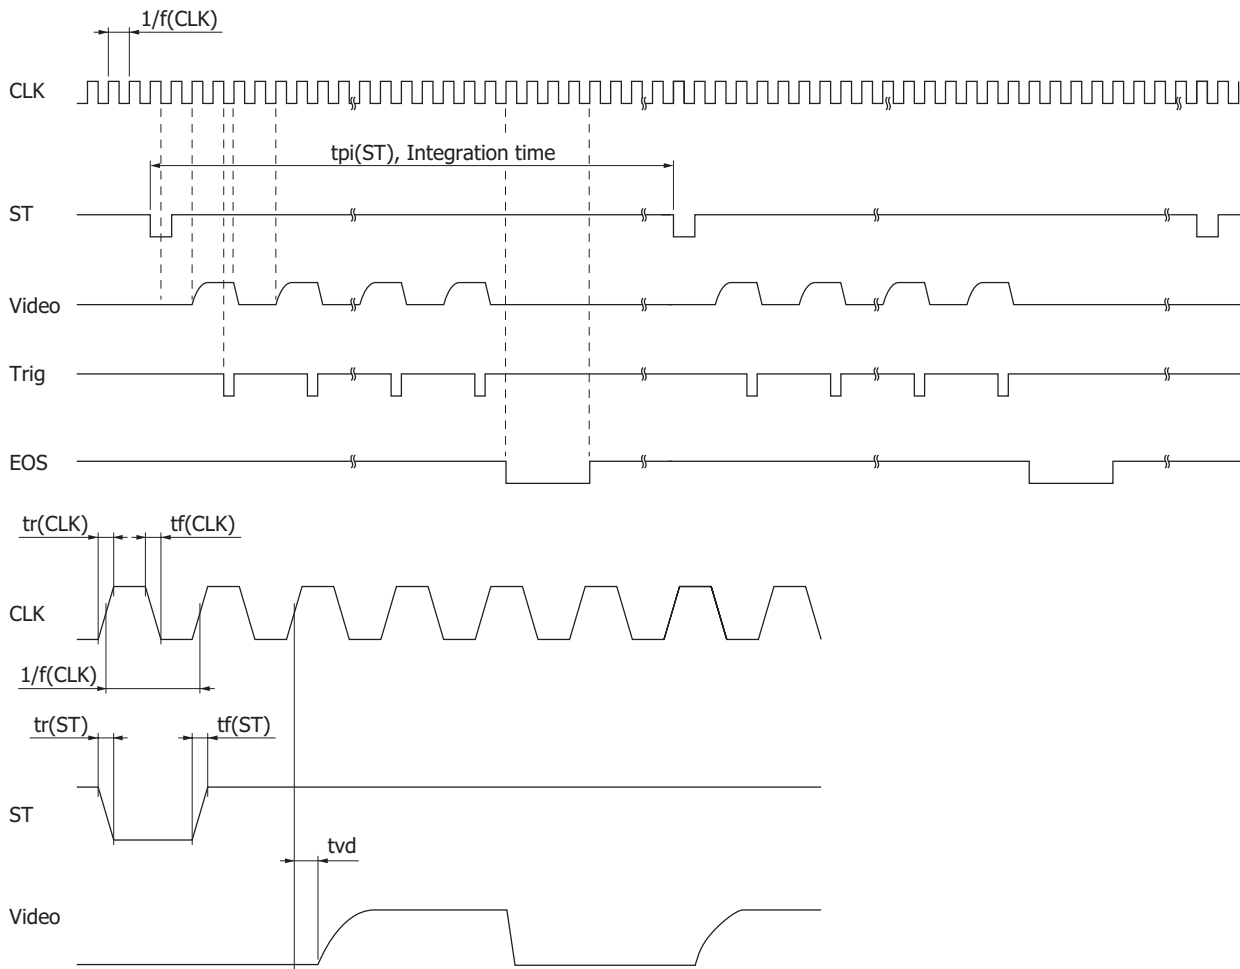 1/f(CLK)
CLK
tpi(ST), Integration time
ST
Video
Trig
EOS
tr(CLK) tf(CLK)
CLK
1/f(CLK)
tr(ST) tf(ST)
ST
tvd
Video